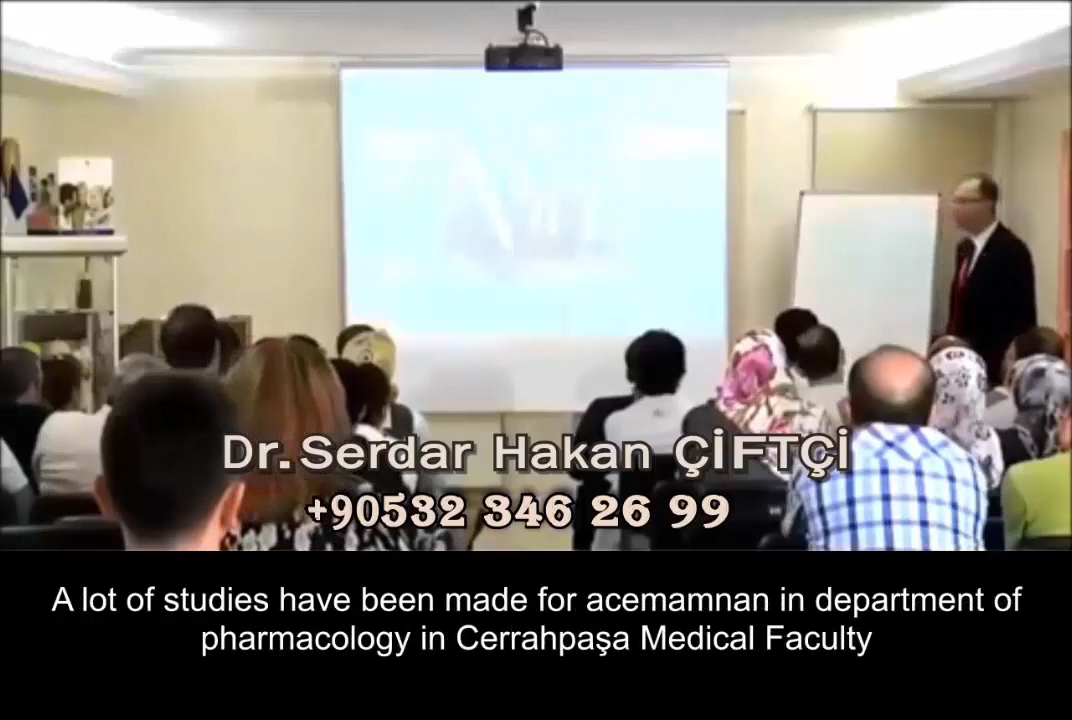 Dr. Serdar Hakan ÇİFTÇİ
+90532 346 26 99
A lot of studies have been made for acemamnan in department of
pharmacology in Cerrahpaşa Medical Faculty